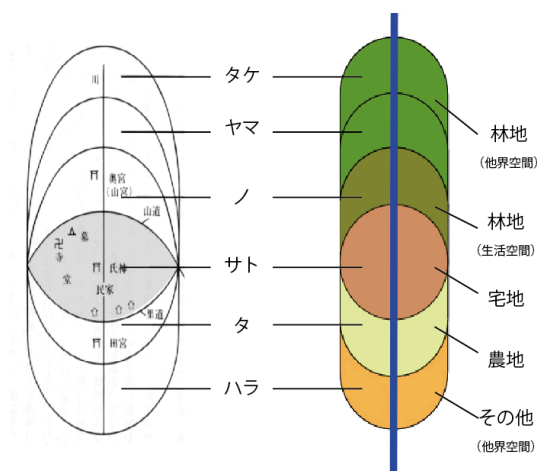 川
奥宮
(山宮)
山道
墓
卍
寺
堂
氏神
民家
里道
田宮
タケ
ヤマ
ノ
サト
タ
ハラ
林地
(他界空間)
林地
(生活空間)
宅地
農地
その他
(他界空間)